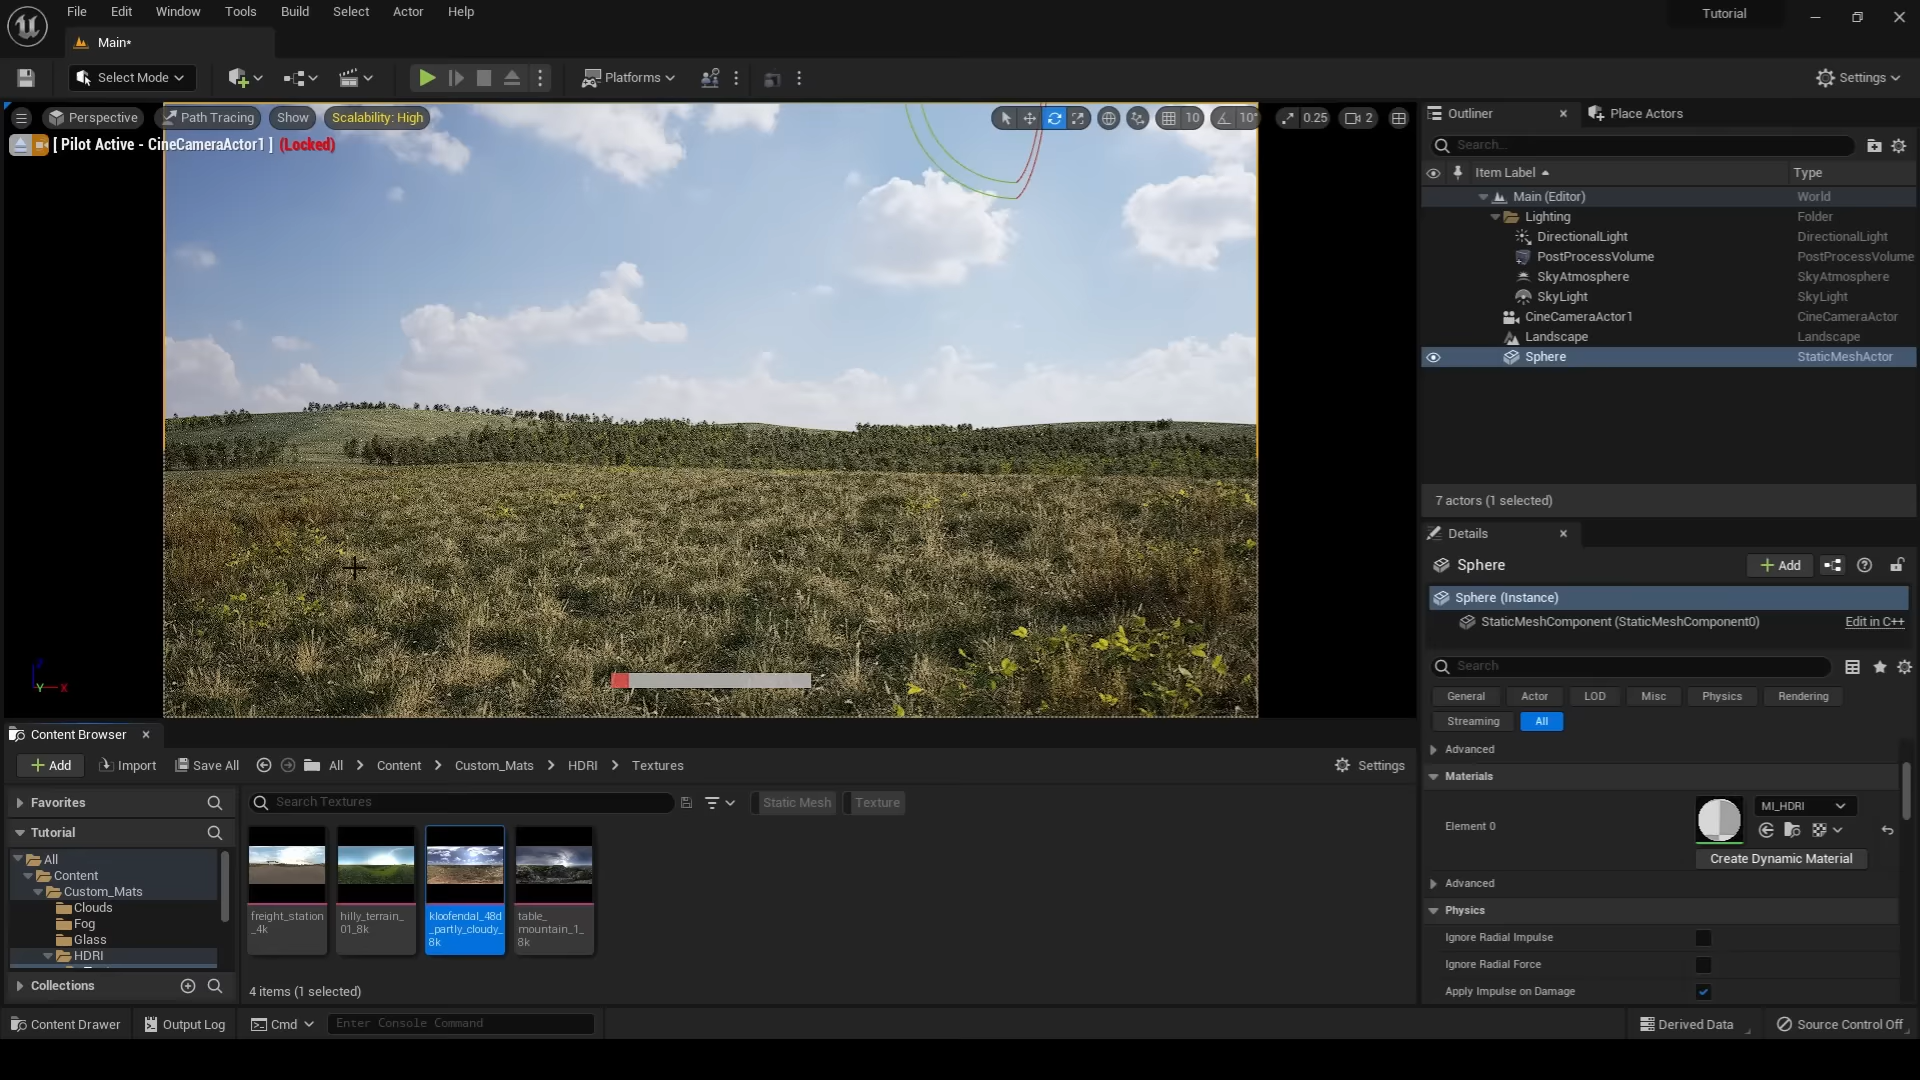 File Edit Window Tools Build Select Actor Help
Tutorial
Main*
Select Mode
Platforms
Settings
Perspective Path Tracing Show Scalability: High
10 10° 0.25 2
[ Pilot Active - CineCameraActor1 ] (Locked)
Outliner
Place Actors
Search...
Item Label Type
Main (Editor) World
Lighting Folder
DirectionalLight DirectionalLight
PostProcessVolume PostProcessVolume
SkyAtmosphere SkyAtmosphere
SkyLight SkyLight
CineCameraActor1 CineCameraActor
Landscape Landscape
Sphere StaticMeshActor
7 actors (1 selected)
Details
Sphere
Add
Sphere (Instance)
StaticMeshComponent (StaticMeshComponent0) Edit in C++
Search
General Actor LOD Misc Physics Rendering
Streaming All
Advanced
Materials
Element 0
MI_HDRI
Create Dynamic Material
Advanced
Physics
Ignore Radial Impulse
Ignore Radial Force
Apply Impulse on Damage
Y X
Content Browser
Add Import Save All All Content Custom_Mats HDRI Textures Settings
Favorites
Tutorial
All
Content
Custom_Mats
Clouds
Fog
Glass
HDRI
Collections
Search Textures
Static Mesh Texture
freight_station
_4k
hilly_terrain_
01_8k
kloofendal_48d
_partly_cloudy_
8k
table_
mountain_1_
8k
4 items (1 selected)
Content Drawer Output Log Cmd Enter Console Command
Derived Data Source Control Off